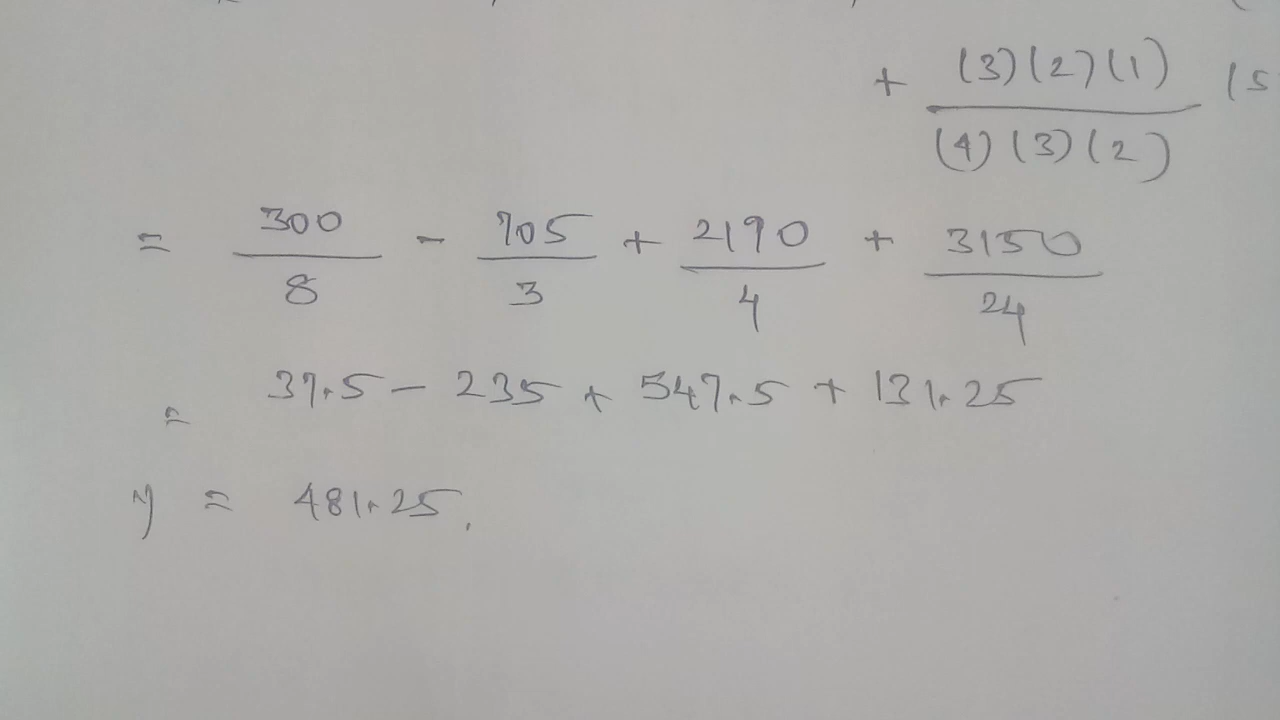 + (3)(2)(1) / (4)(3)(2) (5
= 300/8 - 705/3 + 2190/4 + 3150/24
= 37.5 - 235 + 547.5 + 131.25
y = 481.25.